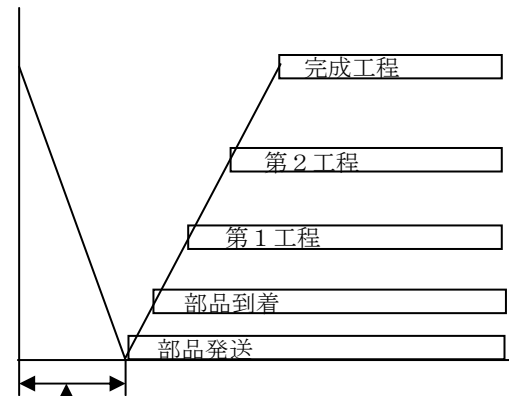 完成工程
第２工程
第１工程
部品到着
部品発送